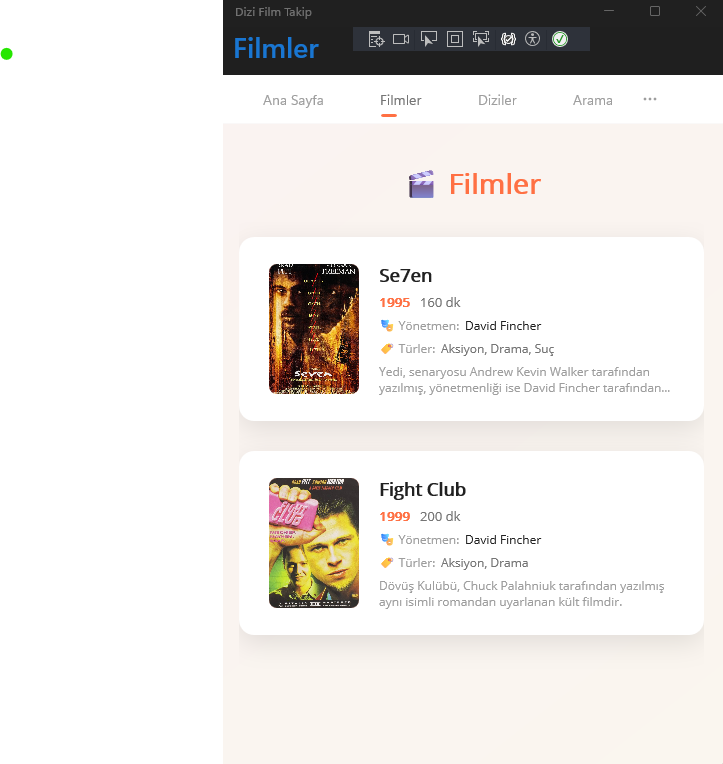 Dizi Film Takip
Filmler
Ana Sayfa Filmler Diziler Arama ...
Filmler
Se7en
1995 160 dk
Yönetmen: David Fincher
Türler: Aksiyon, Drama, Suç
Yedi, senaryosu Andrew Kevin Walker tarafından
yazılmış, yönetmenliği ise David Fincher tarafından...
FIGHT
CLUB
Fight Club
1999 200 dk
Yönetmen: David Fincher
Türler: Aksiyon, Drama
Dövüş Kulübü, Chuck Palahniuk tarafından yazılmış
aynı isimli romandan uyarlanan kült filmdir.